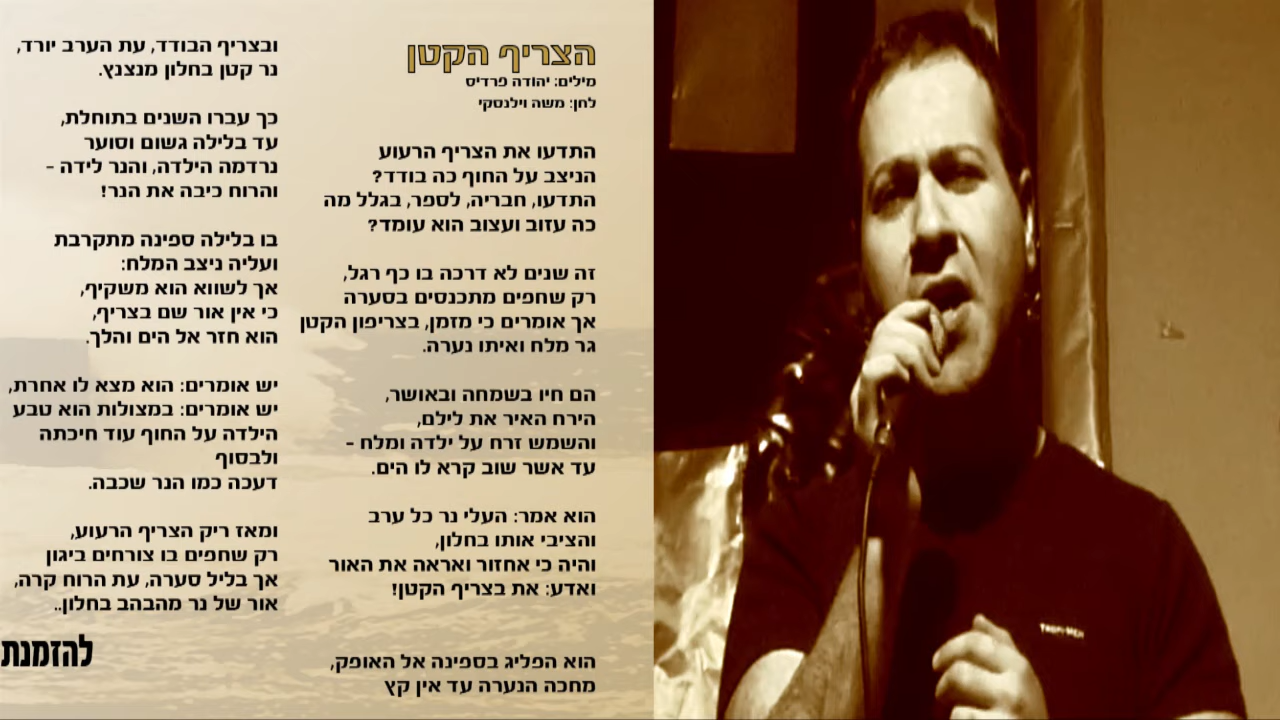 הצריף הקטן
מילים: יהודה פרדיס
לחן: משה וילנסקי
התדעו את הצריף הרעוע
הניצב על החוף כה בודד?
התדעו, חבריה, לספר, בגלל מה
כה עזוב ועצוב הוא עומד?
זה שנים לא דרכה בו כף רגל,
רק שחפים מתכנסים בסערה
אך אומרים כי מזמן, בצריפון הקטן
גר מלח ואיתו נערה.
הם חיו בשמחה ובאושר,
הירח האיר את לילם,
והשמש זרח על ילדה ומלח -
עד אשר שוב קרא לו הים.
הוא אמר: העלי נר כל ערב
והציבי אותו בחלון,
והיה כי אחזור ואראה את האור
ואדע: את בצריף הקטן!
הוא הפליג בספינה אל האופק,
מחכה הנערה עד אין קץ
ובצריף הבודד, עת הערב יורד,
נר קטן בחלון מנצנץ.
כך עברו השנים בתוחלת,
עד בלילה גשום וסוער
נרדמה הילדה, והנר לידה -
והרוח כיבה את הנר!
בו בלילה ספינה מתקרבת
ועליה ניצב המלח:
אך לשווא הוא משקיף,
כי אין אור שם בצריף,
הוא חזר אל הים והלך.
יש אומרים: הוא מצא לו אחרת,
יש אומרים: במצולות הוא טבע
הילדה על החוף עוד חיכתה
ולבסוף
דעכה כמו הנר שכבה.
ומאז ריק הצריף הרעוע,
רק שחפים בו צורחים ביגון
אך בליל סערה, עת הרוח קרה,
אור של נר מהבהב בחלון..
להזמנת